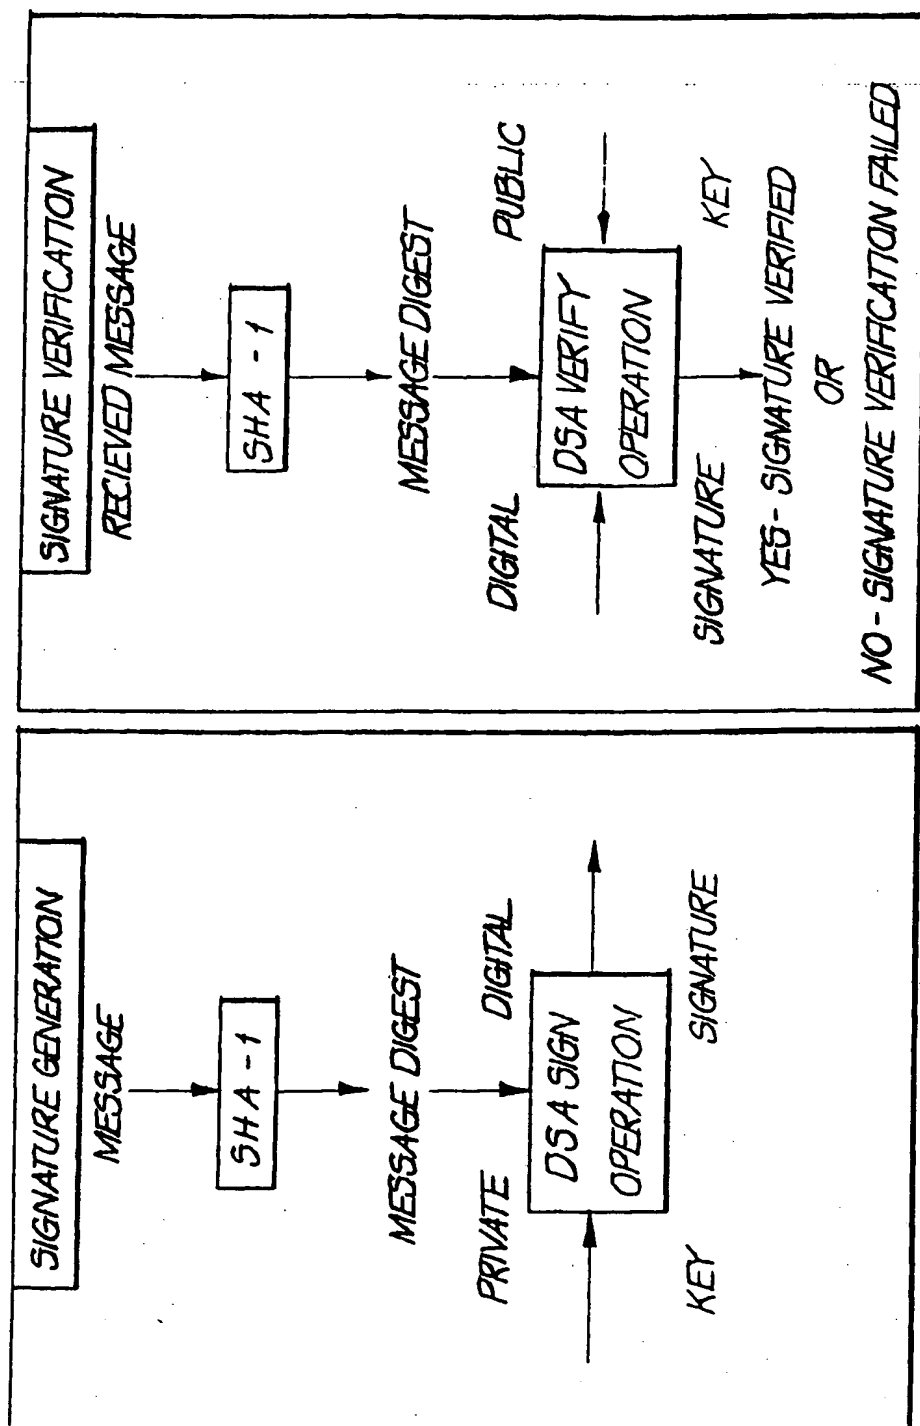 SIGNATURE GENERATION
MESSAGE
SHA - 1
MESSAGE DIGEST
PRIVATE DIGITAL
DSA SIGN
OPERATION
KEY SIGNATURE
SIGNATURE VERIFICATION
RECIEVED MESSAGE
SHA - 1
MESSAGE DIGEST
DIGITAL PUBLIC
DSA VERIFY
OPERATION
SIGNATURE KEY
YES - SIGNATURE VERIFIED
OR
NO - SIGNATURE VERIFICATION FAILED